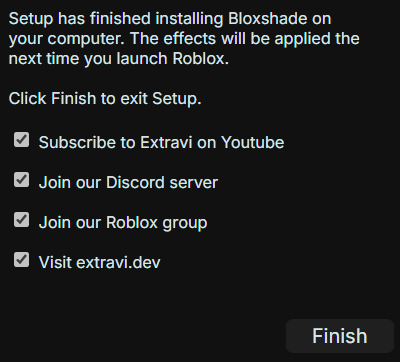 Setup has finished installing Bloxshade on
your computer. The effects will be applied the
next time you launch Roblox.
Click Finish to exit Setup.
Subscribe to Extravi on Youtube
Join our Discord server
Join our Roblox group
Visit extravi.dev
Finish